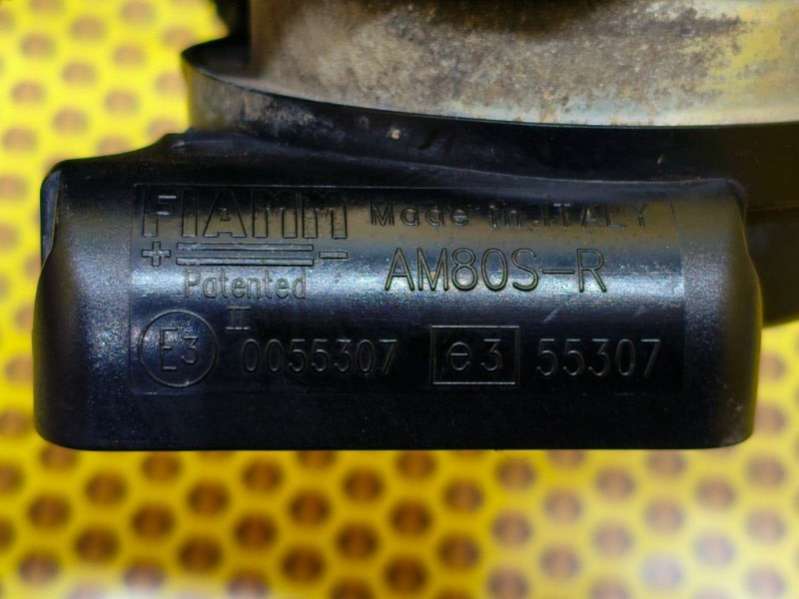 FIAMM Made in ITALY
+ - AM80S-R
Patented
II
E3 0055307 e3 55307